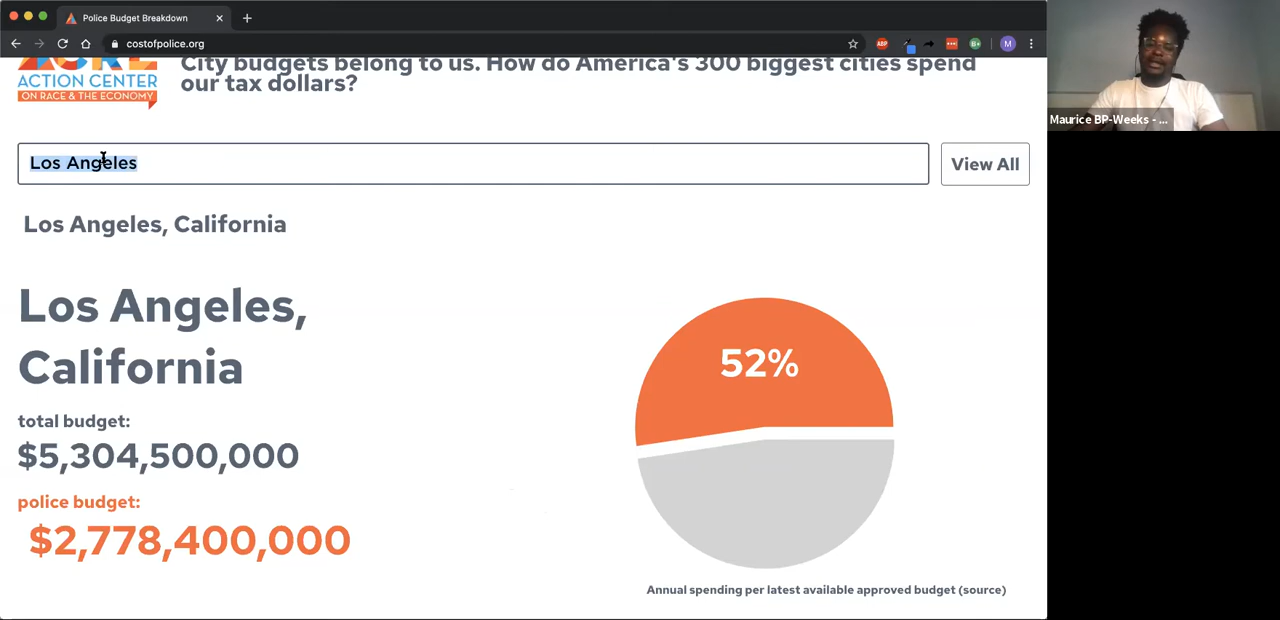 Police Budget Breakdown
costofpolice.org
ABP
M
ACTION CENTER
ON RACE & THE ECONOMY
City budgets belong to us. How do America's 300 biggest cities spend
our tax dollars?
Los Angeles
View All
Los Angeles, California
Los Angeles,
California
total budget:
$5,304,500,000
police budget:
$2,778,400,000
52%
Annual spending per latest available approved budget (source)
Maurice BP-Weeks - ...